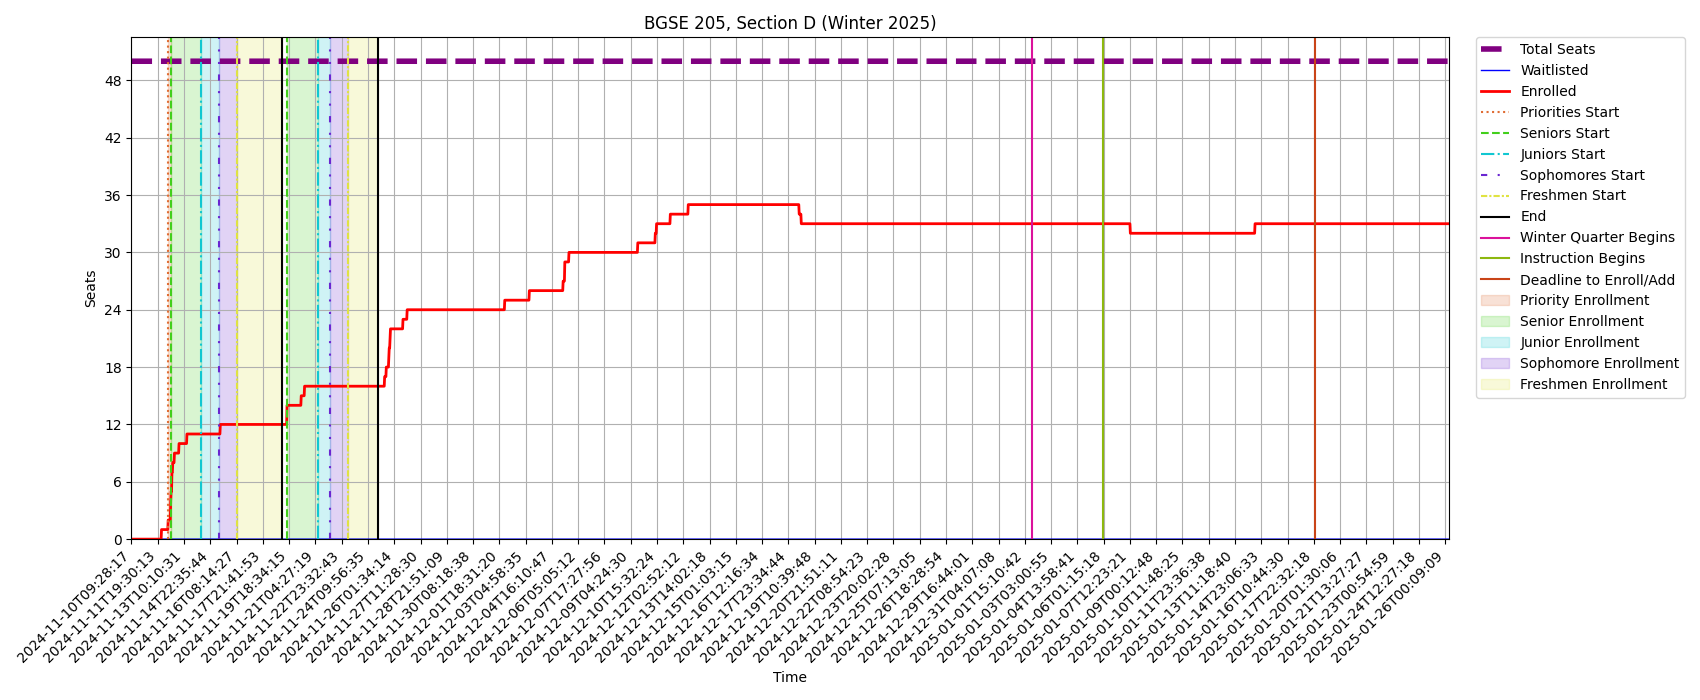 BGSE 205, Section D (Winter 2025)
Seats
48
42
36
30
24
18
12
6
0
2024-11-10T09:28:17
2024-11-11T19:30:13
2024-11-13T10:10:31
2024-11-14T22:35:44
2024-11-16T08:14:27
2024-11-17T21:41:53
2024-11-19T18:34:15
2024-11-21T04:27:19
2024-11-22T23:32:43
2024-11-24T09:56:35
2024-11-26T01:34:14
2024-11-27T11:28:30
2024-11-28T21:51:09
2024-11-30T08:18:38
2024-12-01T18:31:20
2024-12-03T04:58:35
2024-12-04T16:10:47
2024-12-06T05:05:12
2024-12-07T17:27:56
2024-12-09T04:24:30
2024-12-10T15:32:24
2024-12-12T02:52:12
2024-12-13T14:02:18
2024-12-15T01:03:15
2024-12-16T12:16:34
2024-12-17T23:34:44
2024-12-19T10:39:48
2024-12-20T21:51:11
2024-12-22T08:54:23
2024-12-23T20:02:28
2024-12-25T07:13:05
2024-12-26T18:28:54
2024-12-29T16:44:01
2024-12-31T04:07:08
2025-01-01T15:10:42
2025-01-03T03:00:55
2025-01-04T13:58:41
2025-01-06T01:15:18
2025-01-07T12:23:21
2025-01-09T00:12:48
2025-01-10T11:48:25
2025-01-11T23:36:38
2025-01-13T11:18:40
2025-01-14T23:06:33
2025-01-16T10:44:30
2025-01-17T22:32:18
2025-01-20T01:30:06
2025-01-21T13:27:27
2025-01-23T00:54:59
2025-01-24T12:27:18
2025-01-26T00:09:09
Time
Total Seats
Waitlisted
Enrolled
Priorities Start
Seniors Start
Juniors Start
Sophomores Start
Freshmen Start
End
Winter Quarter Begins
Instruction Begins
Deadline to Enroll/Add
Priority Enrollment
Senior Enrollment
Junior Enrollment
Sophomore Enrollment
Freshmen Enrollment